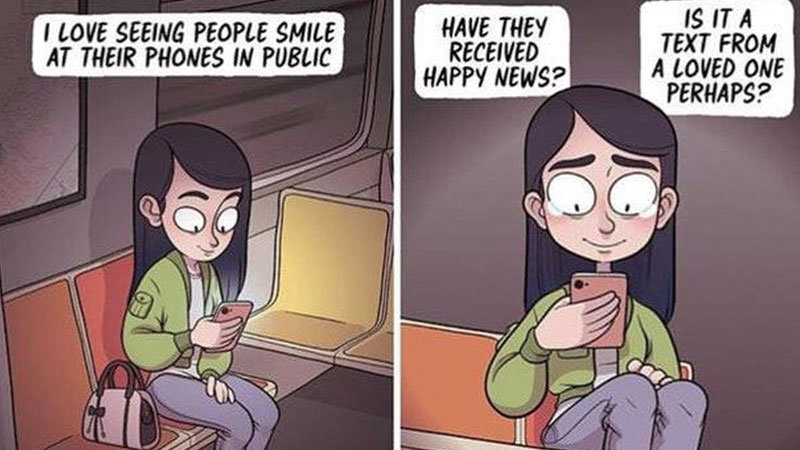 I LOVE SEEING PEOPLE SMILE
AT THEIR PHONES IN PUBLIC
HAVE THEY
RECEIVED
HAPPY NEWS?
IS IT A
TEXT FROM
A LOVED ONE
PERHAPS?